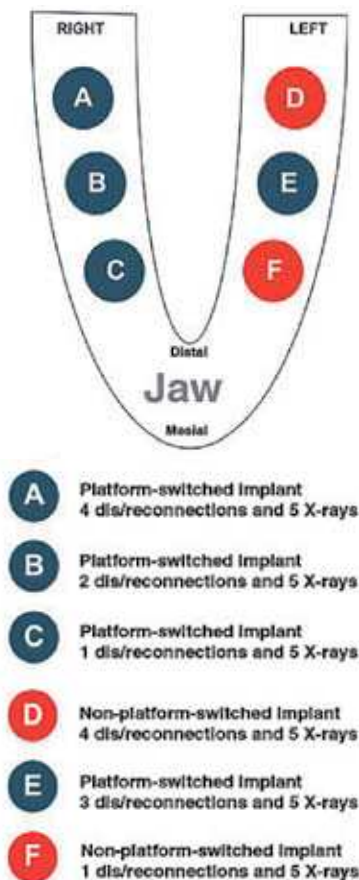 RIGHT LEFT
A
D
B
E
C
F
Distal
Jaw
Mesial
A
Platform-switched Implant
4 dis/reconnections and 5 X-rays
B
Platform-switched Implant
2 dis/reconnections and 5 X-rays
C
Platform-switched Implant
1 dis/reconnections and 5 X-rays
D
Non-platform-switched Implant
4 dis/reconnections and 5 X-rays
E
Platform-switched Implant
3 dis/reconnections and 5 X-rays
F
Non-platform-switched Implant
1 dis/reconnections and 5 X-rays